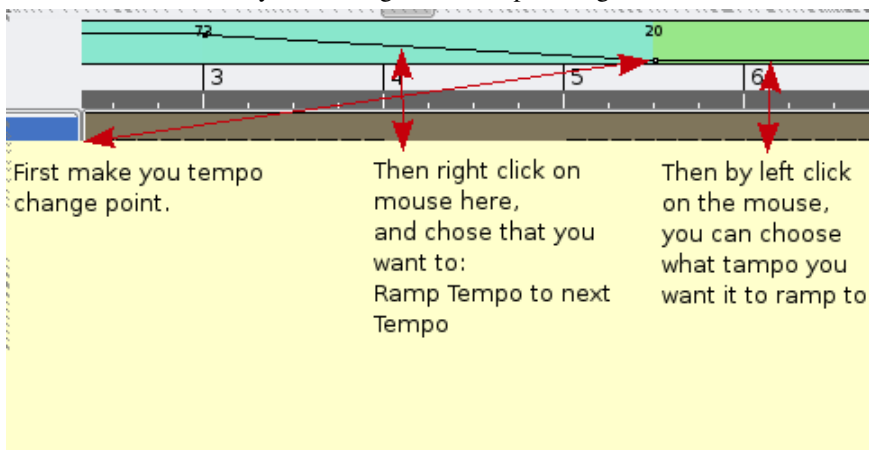 73
20
3
4
5
6
First make you tempo
change point.
Then right click on
mouse here,
and chose that you
want to:
Ramp Tempo to next
Tempo
Then by left click
on the mouse,
you can choose
what tampo you
want it to ramp to